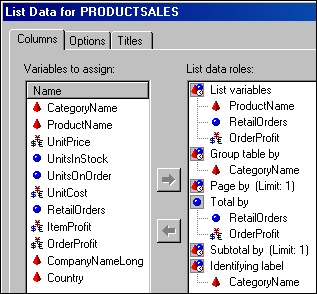 List Data for PRODUCTSALES
Columns
Options
Titles
Variables to assign:
Name
CategoryName
ProductName
UnitPrice
UnitsInStock
UnitsOnOrder
UnitCost
RetailOrders
ItemProfit
OrderProfit
CompanyNameLong
Country
List data roles:
List variables
ProductName
RetailOrders
OrderProfit
Group table by
CategoryName
Page by (Limit: 1)
Total by
RetailOrders
OrderProfit
Subtotal by (Limit: 1)
Identifying label
CategoryName